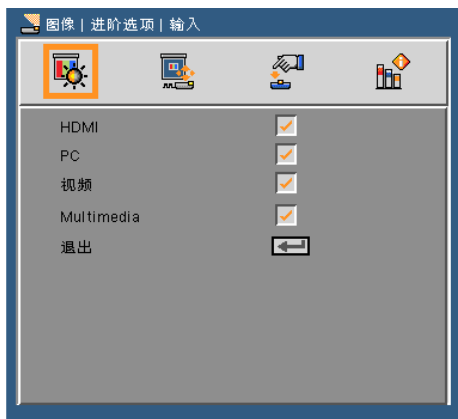 图像 | 进阶选项 | 输入
HDMI
PC
视频
Multimedia
退出